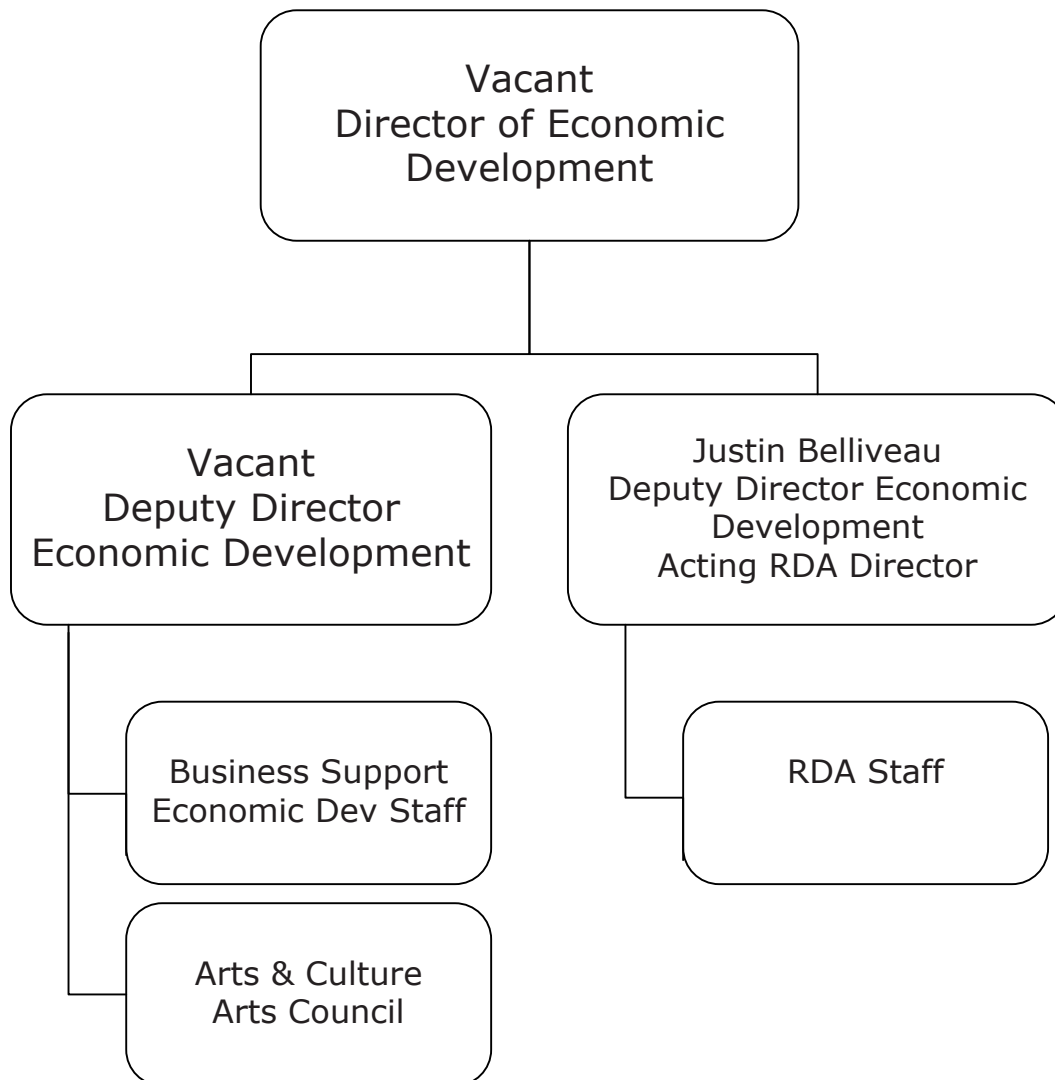 Vacant
Director of Economic
Development
Vacant
Deputy Director
Economic Development
Justin Belliveau
Deputy Director Economic
Development
Acting RDA Director
Business Support
Economic Dev Staff
RDA Staff
Arts & Culture
Arts Council